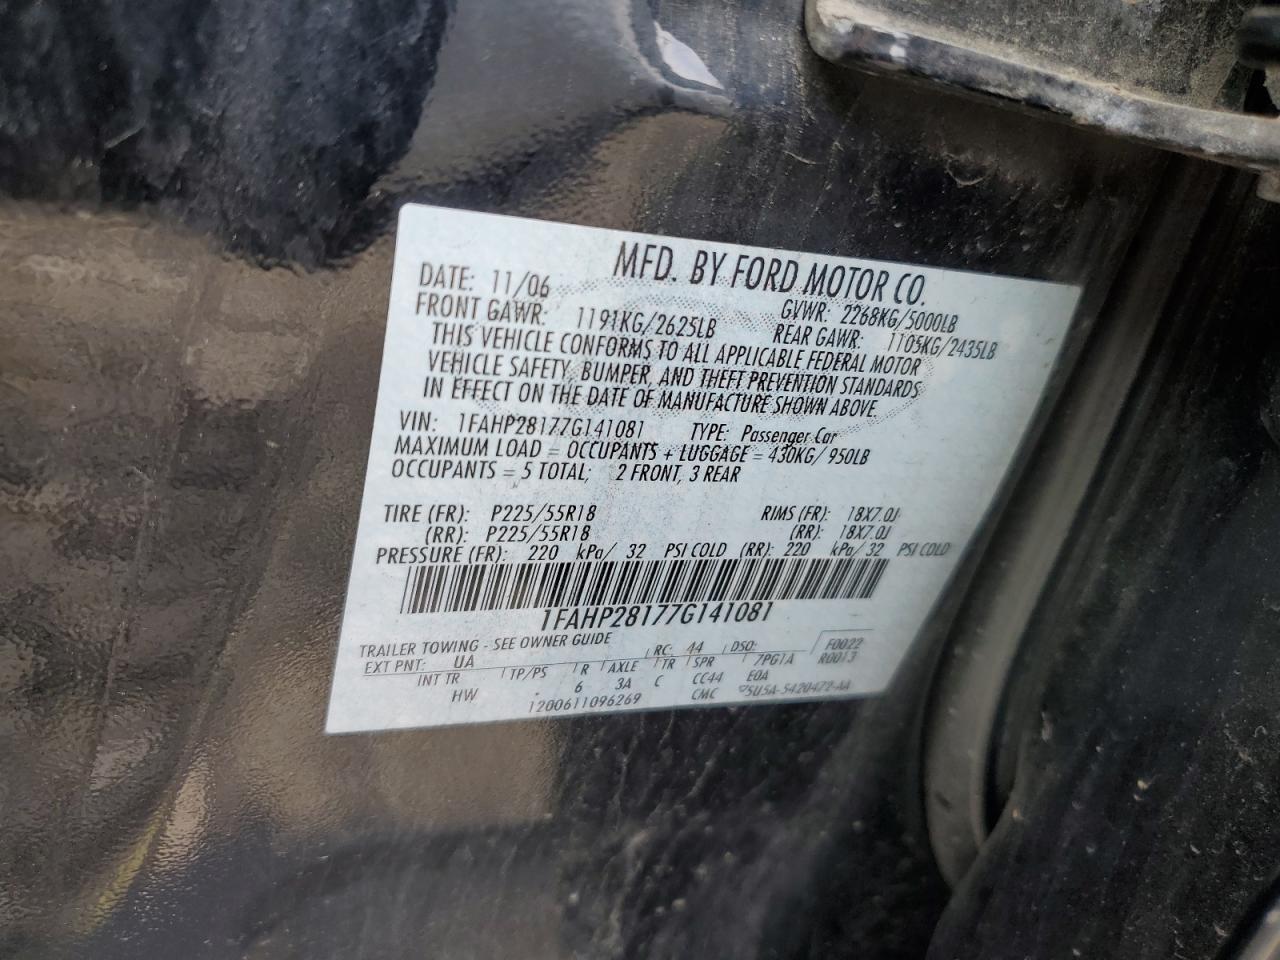 MFD. BY FORD MOTOR CO.
DATE: 11/06 GVWR: 2268KG/5000LB
FRONT GAWR: 1191KG/2625LB REAR GAWR: 1105KG/2435LB
THIS VEHICLE CONFORMS TO ALL APPLICABLE FEDERAL MOTOR
VEHICLE SAFETY, BUMPER, AND THEFT PREVENTION STANDARDS
IN EFFECT ON THE DATE OF MANUFACTURE SHOWN ABOVE.
VIN: 1FAHP28177G141081 TYPE: Passenger Car
MAXIMUM LOAD = OCCUPANTS + LUGGAGE = 430KG/950LB
OCCUPANTS = 5 TOTAL; 2 FRONT, 3 REAR
TIRE (FR): P225/55R18 RIMS (FR): 18X7.0J
(RR): P225/55R18 (RR): 18X7.0J
PRESSURE (FR): 220 kPa/ 32 PSI COLD (RR): 220 kPa/ 32 PSI COLD
1FAHP28177G141081
TRAILER TOWING - SEE OWNER GUIDE
EXT PNT: UA RC: 44 DSO: F0022
R0013
INT TR TP/PS R AXLE TR SPR 7PG1A
HW 6 3A C CC44 E0A
1200611096269 CMC 5U5A-5420472-AA